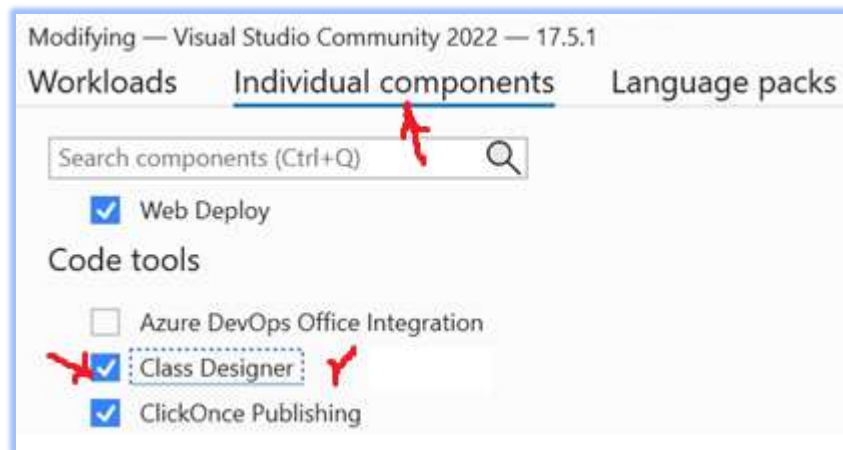 Modifying — Visual Studio Community 2022 — 17.5.1
Workloads Individual components Language packs
Search components (Ctrl+Q)
Web Deploy
Code tools
Azure DevOps Office Integration
Class Designer
ClickOnce Publishing